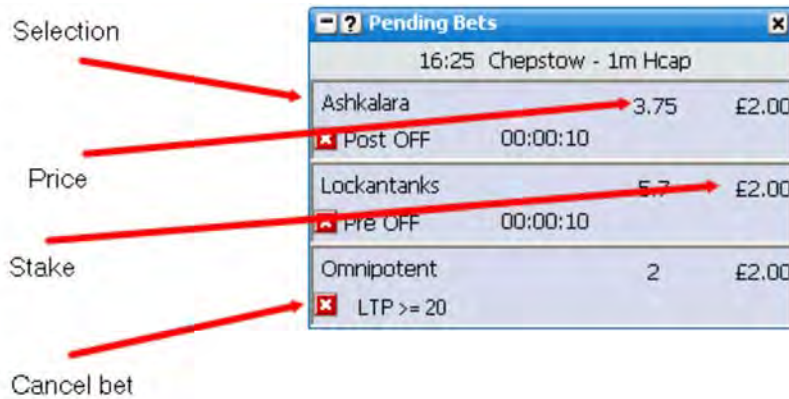 Selection
Price
Stake
Cancel bet
? Pending Bets
16:25 Chepstow - 1m Hcap
Ashkalara 3.75 £2.00
Post OFF 00:00:10
Lockantanks 5.7 £2.00
Pre OFF 00:00:10
Omnipotent 2 £2.00
LTP >= 20